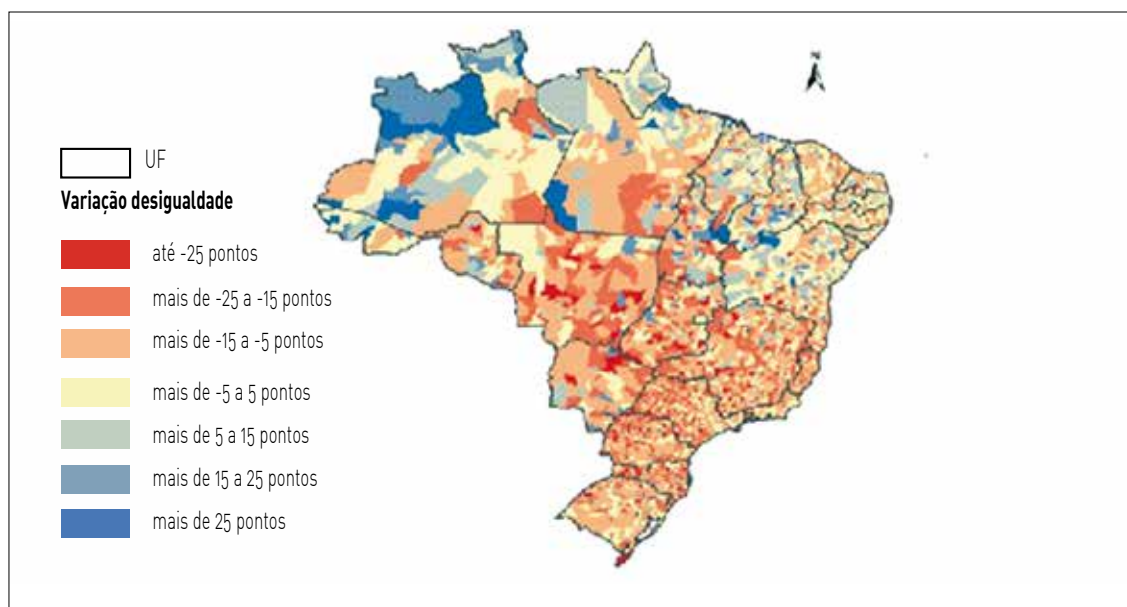 N
UF
Variação desigualdade
até -25 pontos
mais de -25 a -15 pontos
mais de -15 a -5 pontos
mais de -5 a 5 pontos
mais de 5 a 15 pontos
mais de 15 a 25 pontos
mais de 25 pontos